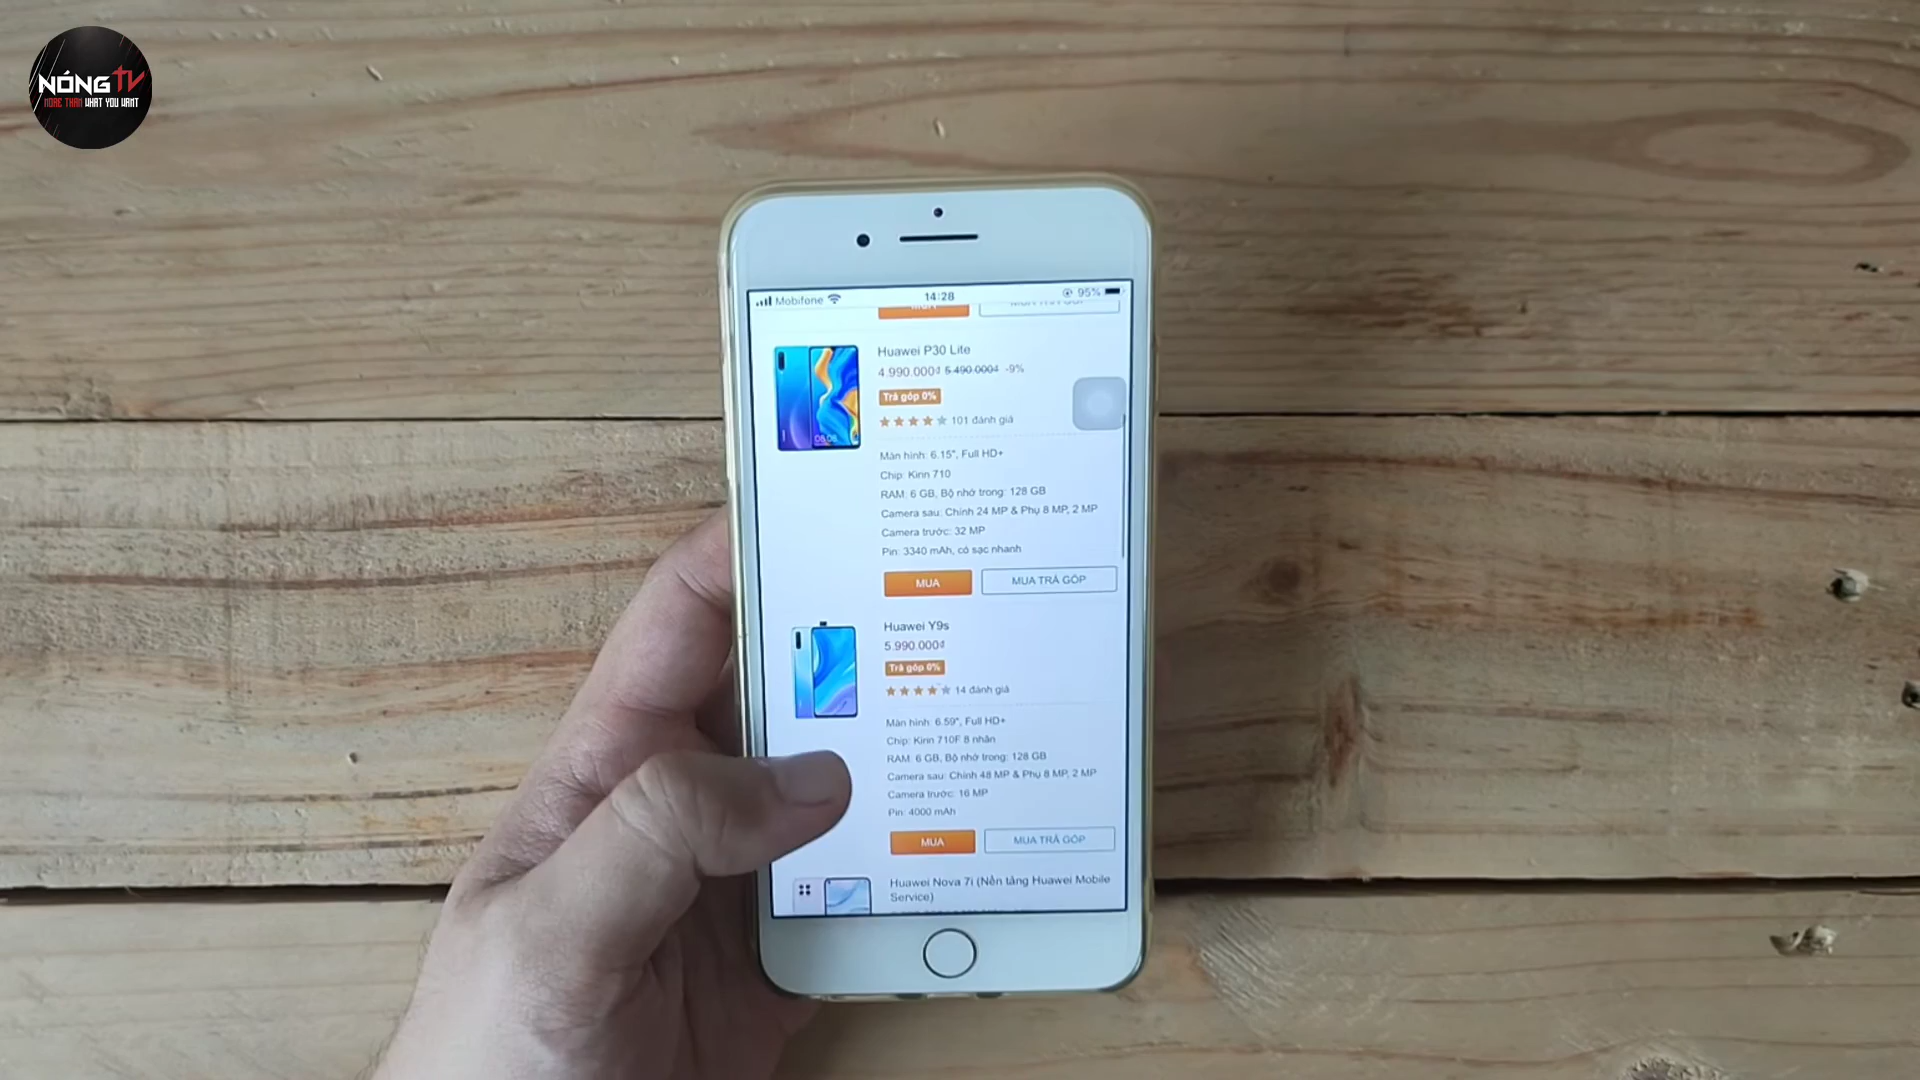 NÓNGTV
MORE THAN WHAT YOU WANT
Mobifone 14:28 95%
MUA
Huawei P30 Lite
4.990.000₫ 5.490.000₫ -9%
Trả góp 0%
101 đánh giá
Màn hình: 6.15", Full HD+
Chip: Kirin 710
RAM: 6 GB, Bộ nhớ trong: 128 GB
Camera sau: Chính 24 MP & Phụ 8 MP, 2 MP
Camera trước: 32 MP
Pin: 3340 mAh, có sạc nhanh
MUA MUA TRẢ GÓP
Huawei Y9s
5.990.000₫
Trả góp 0%
14 đánh giá
Màn hình: 6.59", Full HD+
Chip: Kirin 710F 8 nhân
RAM: 6 GB, Bộ nhớ trong: 128 GB
Camera sau: Chính 48 MP & Phụ 8 MP, 2 MP
Camera trước: 16 MP
Pin: 4000 mAh
MUA MUA TRẢ GÓP
Huawei Nova 7i (Nền tảng Huawei Mobile
Service)